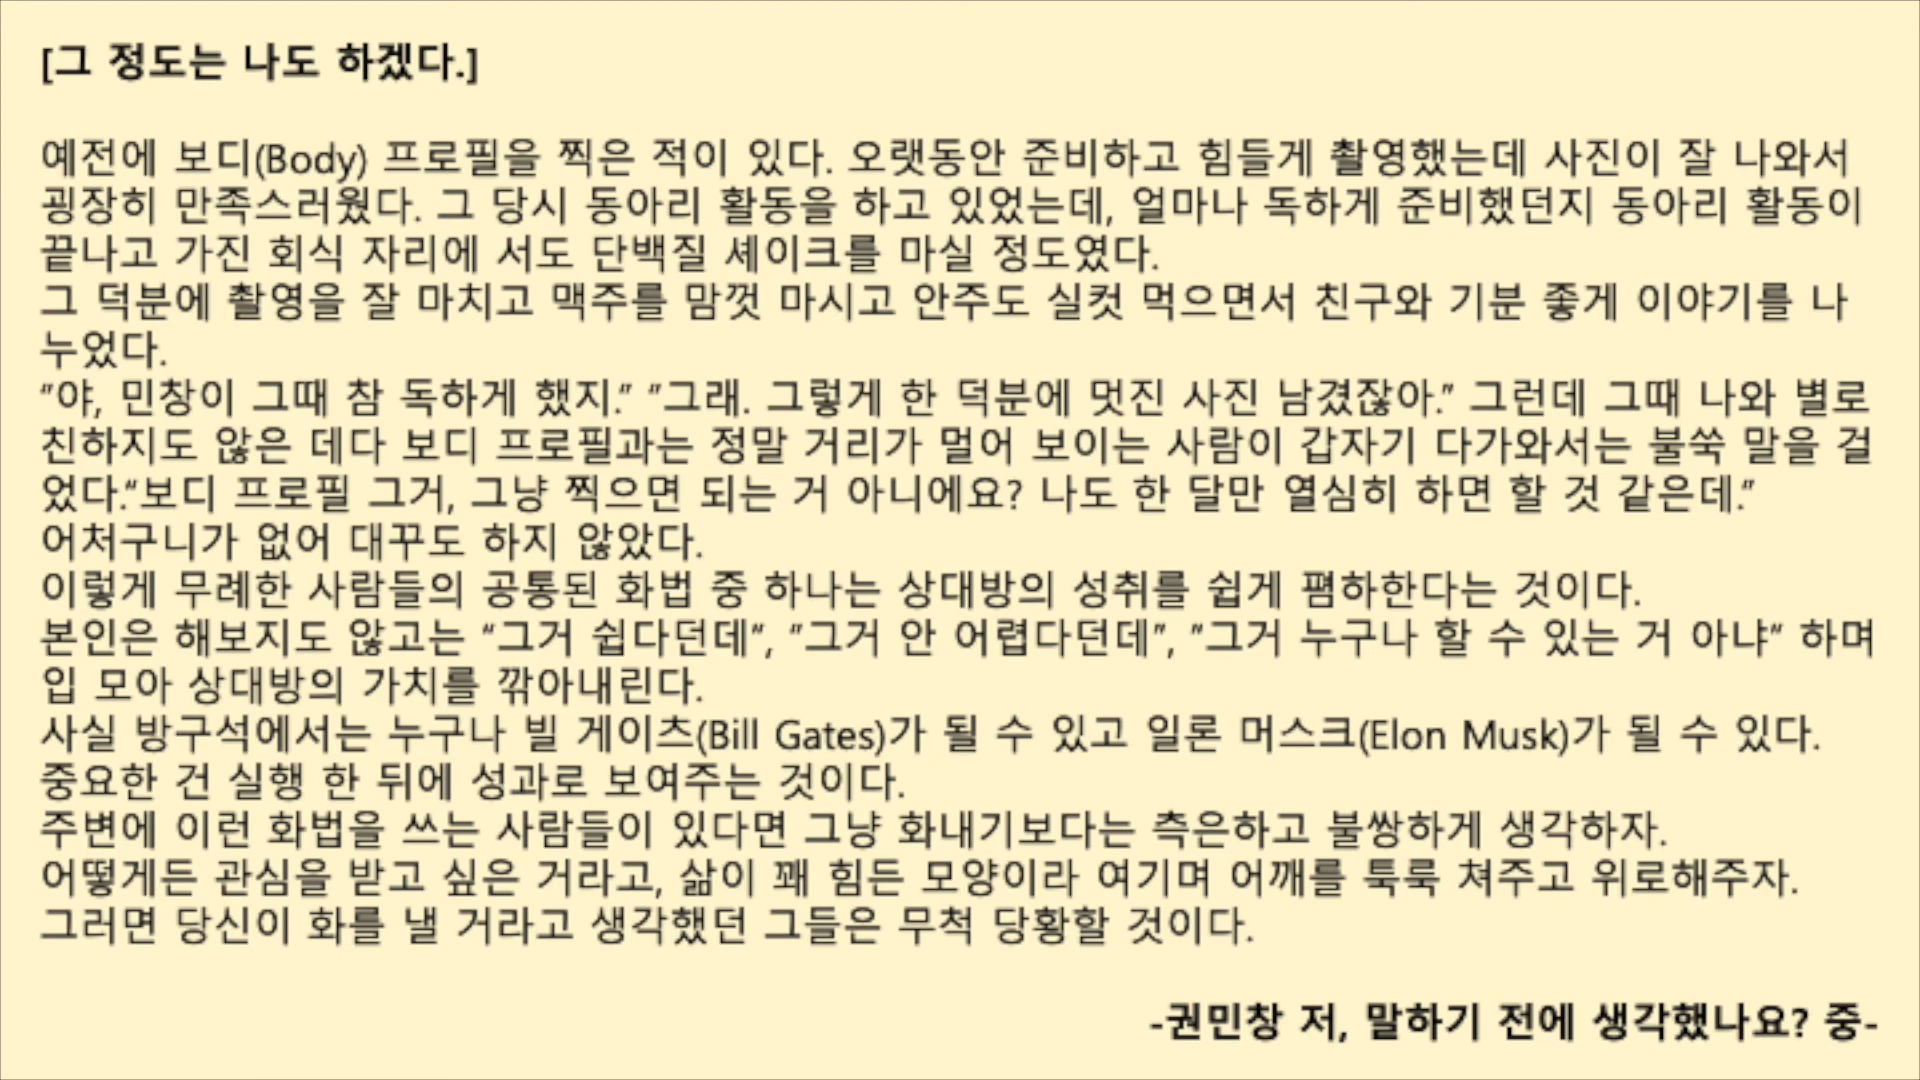 [그 정도는 나도 하겠다.]
예전에 보디(Body) 프로필을 찍은 적이 있다. 오랫동안 준비하고 힘들게 촬영했는데 사진이 잘 나와서
굉장히 만족스러웠다. 그 당시 동아리 활동을 하고 있었는데, 얼마나 독하게 준비했던지 동아리 활동이
끝나고 가진 회식 자리에 서도 단백질 셰이크를 마실 정도였다.
그 덕분에 촬영을 잘 마치고 맥주를 맘껏 마시고 안주도 실컷 먹으면서 친구와 기분 좋게 이야기를 나
누었다.
"야, 민창이 그때 참 독하게 했지." "그래. 그렇게 한 덕분에 멋진 사진 남겼잖아." 그런데 그때 나와 별로
친하지도 않은 데다 보디 프로필과는 정말 거리가 멀어 보이는 사람이 갑자기 다가와서는 불쑥 말을 걸
었다."보디 프로필 그거, 그냥 찍으면 되는 거 아니에요? 나도 한 달만 열심히 하면 할 것 같은데."
어처구니가 없어 대꾸도 하지 않았다.
이렇게 무례한 사람들의 공통된 화법 중 하나는 상대방의 성취를 쉽게 폄하한다는 것이다.
본인은 해보지도 않고는 "그거 쉽다던데", "그거 안 어렵다던데", "그거 누구나 할 수 있는 거 아냐" 하며
입 모아 상대방의 가치를 깎아내린다.
사실 방구석에서는 누구나 빌 게이츠(Bill Gates)가 될 수 있고 일론 머스크(Elon Musk)가 될 수 있다.
중요한 건 실행 한 뒤에 성과로 보여주는 것이다.
주변에 이런 화법을 쓰는 사람들이 있다면 그냥 화내기보다는 측은하고 불쌍하게 생각하자.
어떻게든 관심을 받고 싶은 거라고, 삶이 꽤 힘든 모양이라 여기며 어깨를 툭툭 쳐주고 위로해주자.
그러면 당신이 화를 낼 거라고 생각했던 그들은 무척 당황할 것이다.
-권민창 저, 말하기 전에 생각했나요? 중-